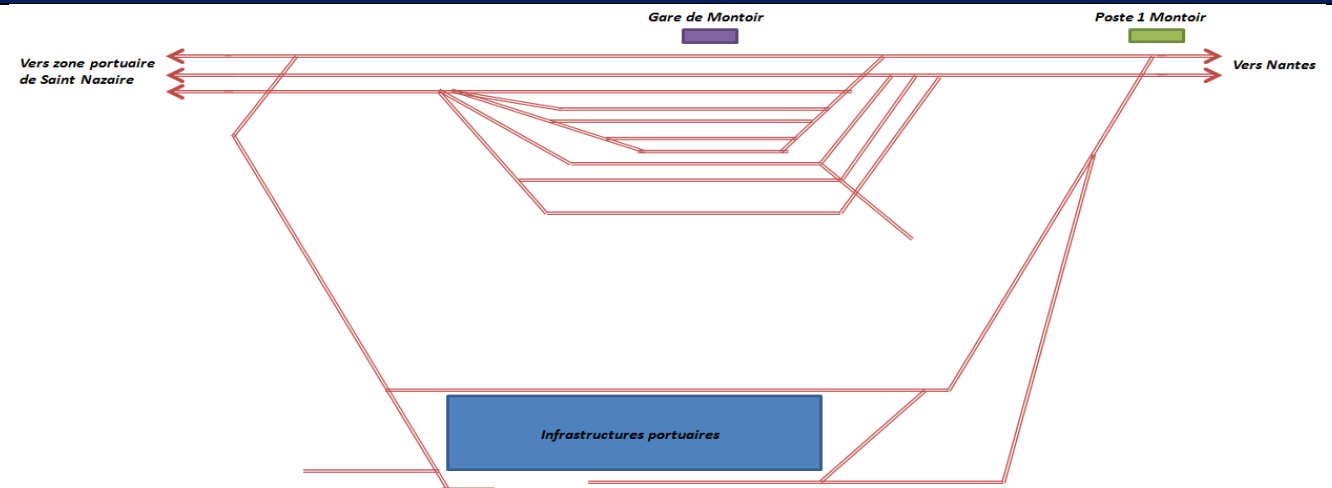 Gare de Montoir
Poste 1 Montoir
Vers zone portuaire
de Saint Nazaire
Vers Nantes
Infrastructures portuaires